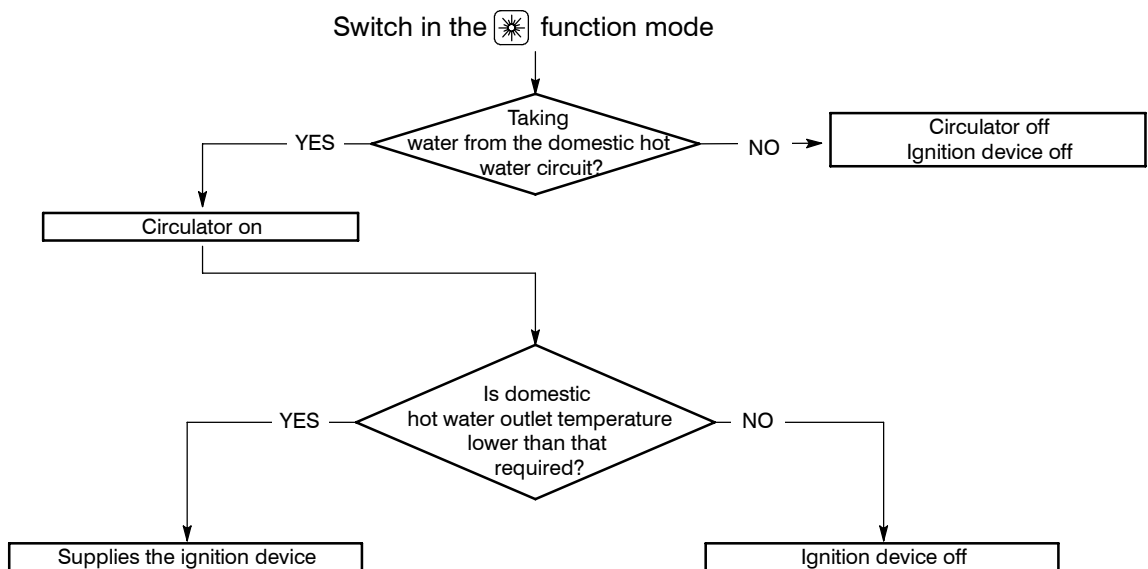 Switch in the function mode
Taking
water from the domestic hot
water circuit?
YES
NO
Circulator off
Ignition device off
Circulator on
Is domestic
hot water outlet temperature
lower than that
required?
YES
NO
Supplies the ignition device
Ignition device off